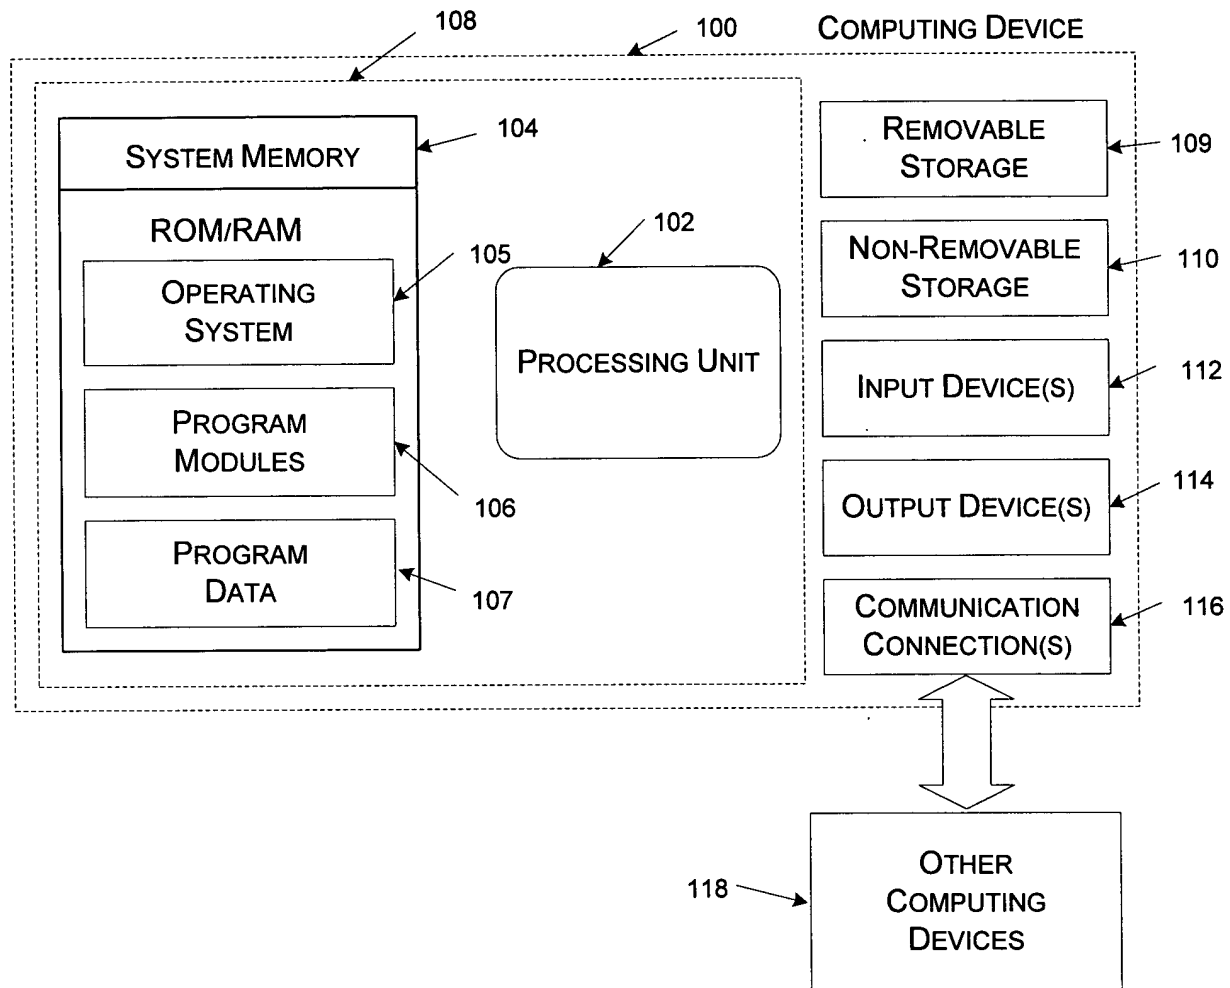 108
100
COMPUTING DEVICE
104
SYSTEM MEMORY
ROM/RAM
105
OPERATING
SYSTEM
PROGRAM
MODULES
106
PROGRAM
DATA
107
102
PROCESSING UNIT
REMOVABLE
STORAGE
109
NON-REMOVABLE
STORAGE
110
INPUT DEVICE(S)
112
OUTPUT DEVICE(S)
114
COMMUNICATION
CONNECTION(S)
116
118
OTHER
COMPUTING
DEVICES